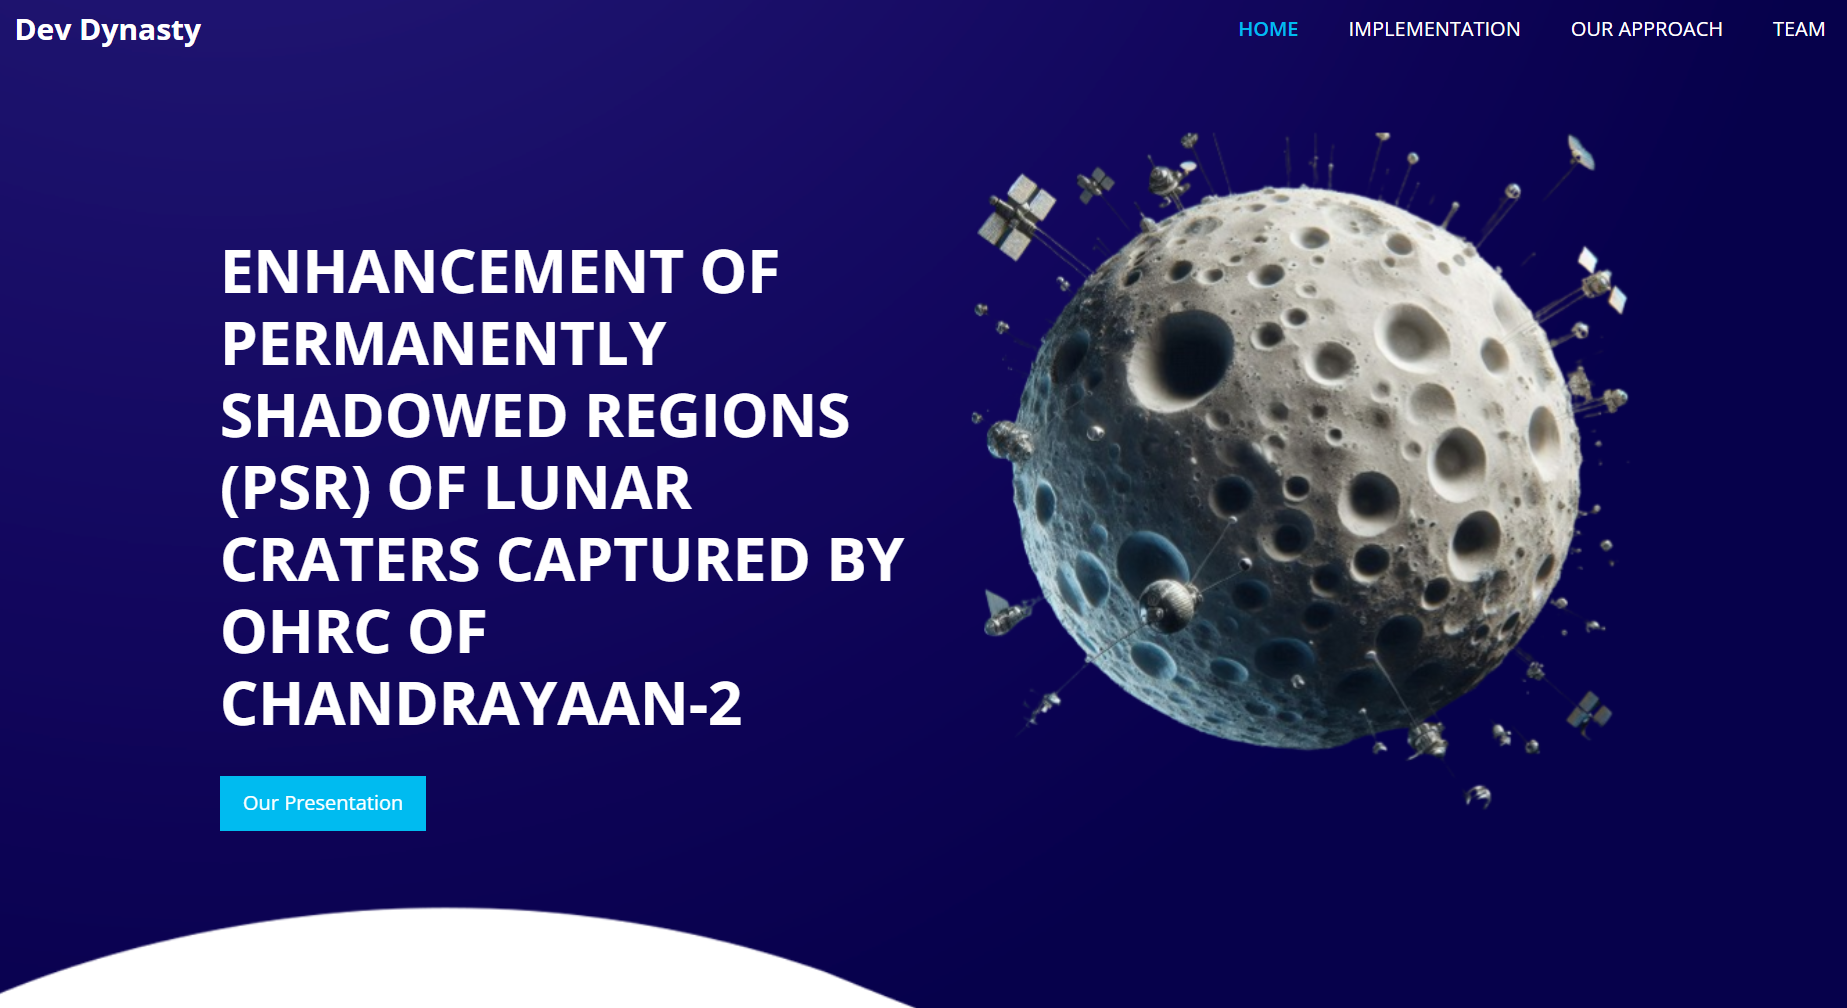 Dev Dynasty
HOME
IMPLEMENTATION
OUR APPROACH
TEAM
ENHANCEMENT OF
PERMANENTLY
SHADOWED REGIONS
(PSR) OF LUNAR
CRATERS CAPTURED BY
OHRC OF
CHANDRAYAAN-2
Our Presentation